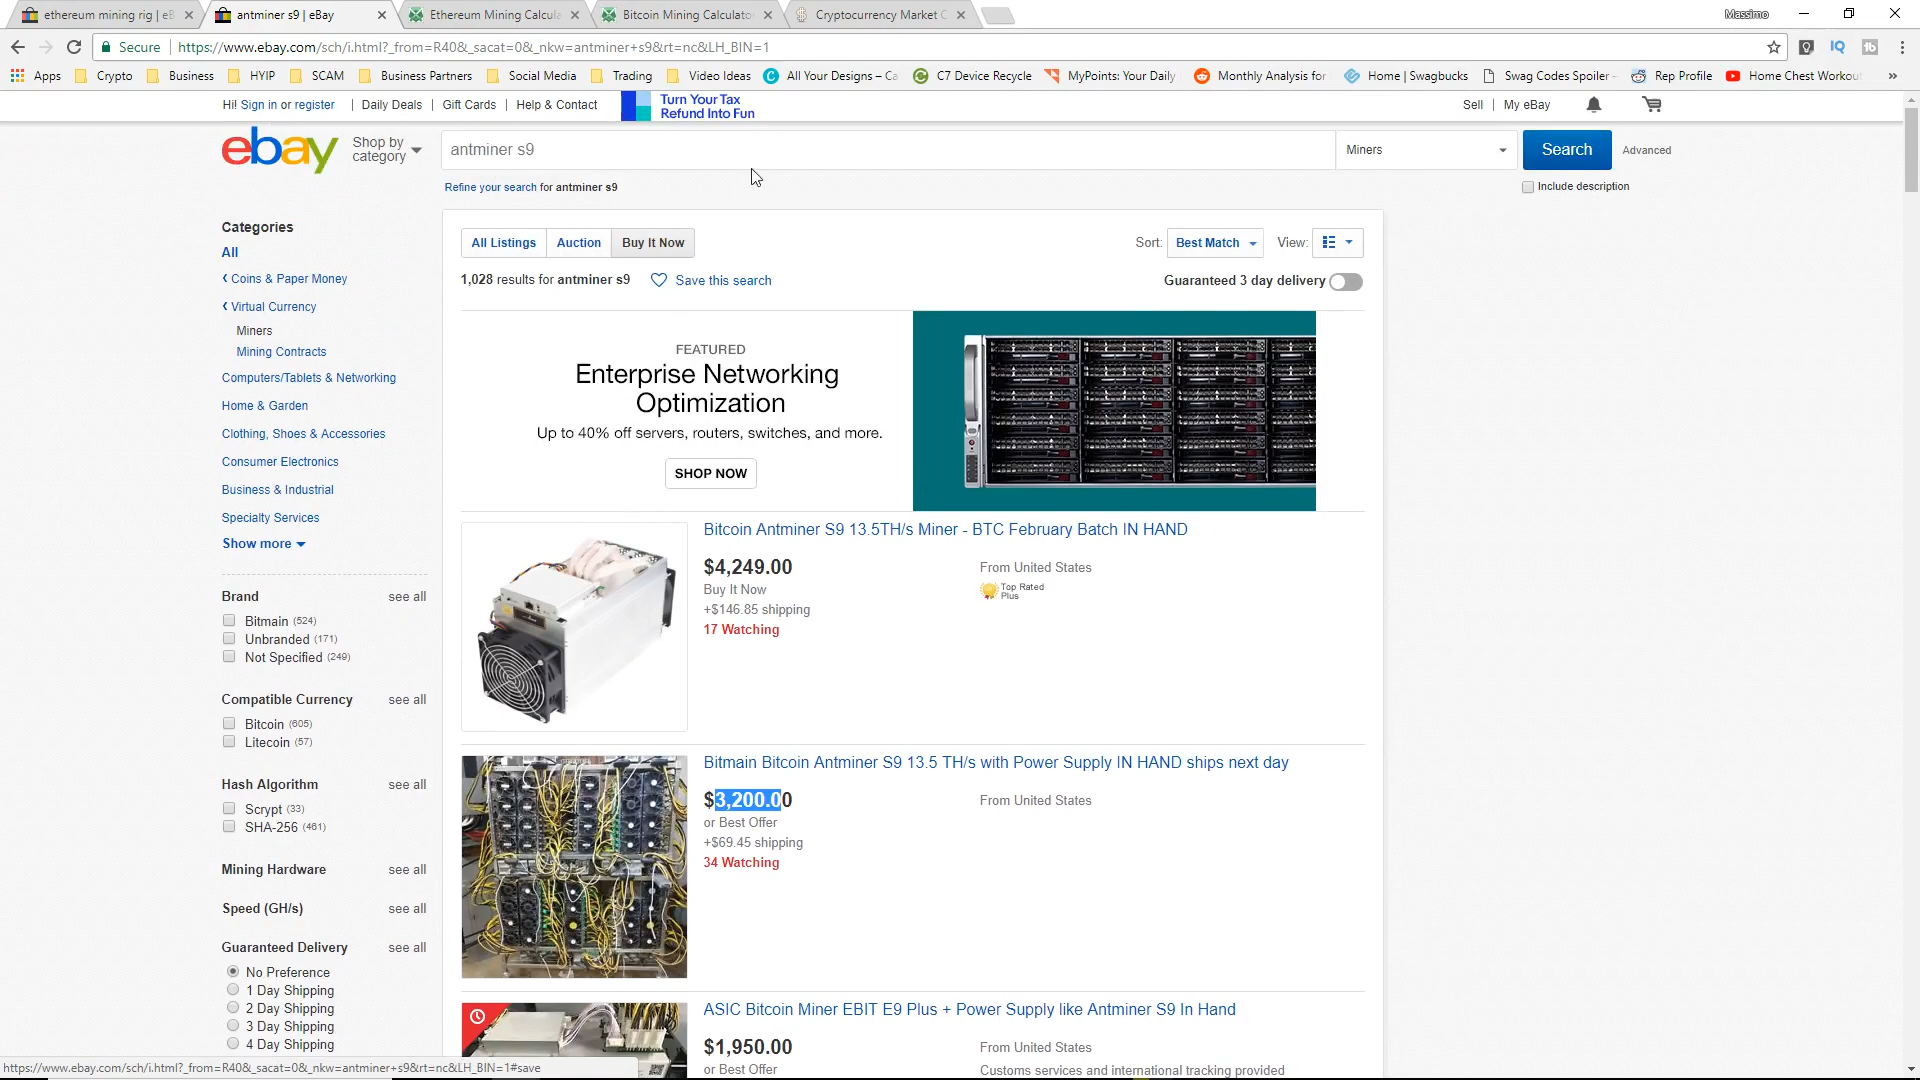 ethereum mining rig | eB
antminer s9 | eBay
Ethereum Mining Calcula
Bitcoin Mining Calculato
Cryptocurrency Market C
Massimo
Secure
https://www.ebay.com/sch/i.html?_from=R40&_sacat=0&_nkw=antminer+s9&rt=nc&LH_BIN=1
Apps
Crypto
Business
HYIP
SCAM
Business Partners
Social Media
Trading
Video Ideas
All Your Designs – Ca
C7 Device Recycle
MyPoints: Your Daily
Monthly Analysis for
Home | Swagbucks
Swag Codes Spoiler -
Rep Profile
Home Chest Workou
»
Hi! Sign in or register
Daily Deals
Gift Cards
Help & Contact
Turn Your Tax
Refund Into Fun
Sell
My eBay
ebay
Shop by
category
antminer s9
Miners
Search
Advanced
Refine your search for antminer s9
Include description
Categories
All
Coins & Paper Money
Virtual Currency
Miners
Mining Contracts
Computers/Tablets & Networking
Home & Garden
Clothing, Shoes & Accessories
Consumer Electronics
Business & Industrial
Specialty Services
Show more
Brand see all
Bitmain (524)
Unbranded (171)
Not Specified (249)
Compatible Currency see all
Bitcoin (605)
Litecoin (57)
Hash Algorithm see all
Scrypt (33)
SHA-256 (461)
Mining Hardware see all
Speed (GH/s) see all
Guaranteed Delivery see all
No Preference
1 Day Shipping
2 Day Shipping
3 Day Shipping
4 Day Shipping
All Listings
Auction
Buy It Now
Sort: Best Match
View:
1,028 results for antminer s9
Save this search
Guaranteed 3 day delivery
FEATURED
Enterprise Networking
Optimization
Up to 40% off servers, routers, switches, and more.
SHOP NOW
Bitcoin Antminer S9 13.5TH/s Miner - BTC February Batch IN HAND
$4,249.00
Buy It Now
+$146.85 shipping
17 Watching
From United States
Top Rated
Plus
Bitmain Bitcoin Antminer S9 13.5 TH/s with Power Supply IN HAND ships next day
$3,200.00
or Best Offer
+$69.45 shipping
34 Watching
From United States
ASIC Bitcoin Miner EBIT E9 Plus + Power Supply like Antminer S9 In Hand
$1,950.00
or Best Offer
From United States
Customs services and international tracking provided
https://www.ebay.com/sch/i.html?_from=R40&_sacat=0&_nkw=antminer+s9&rt=nc&LH_BIN=1#save